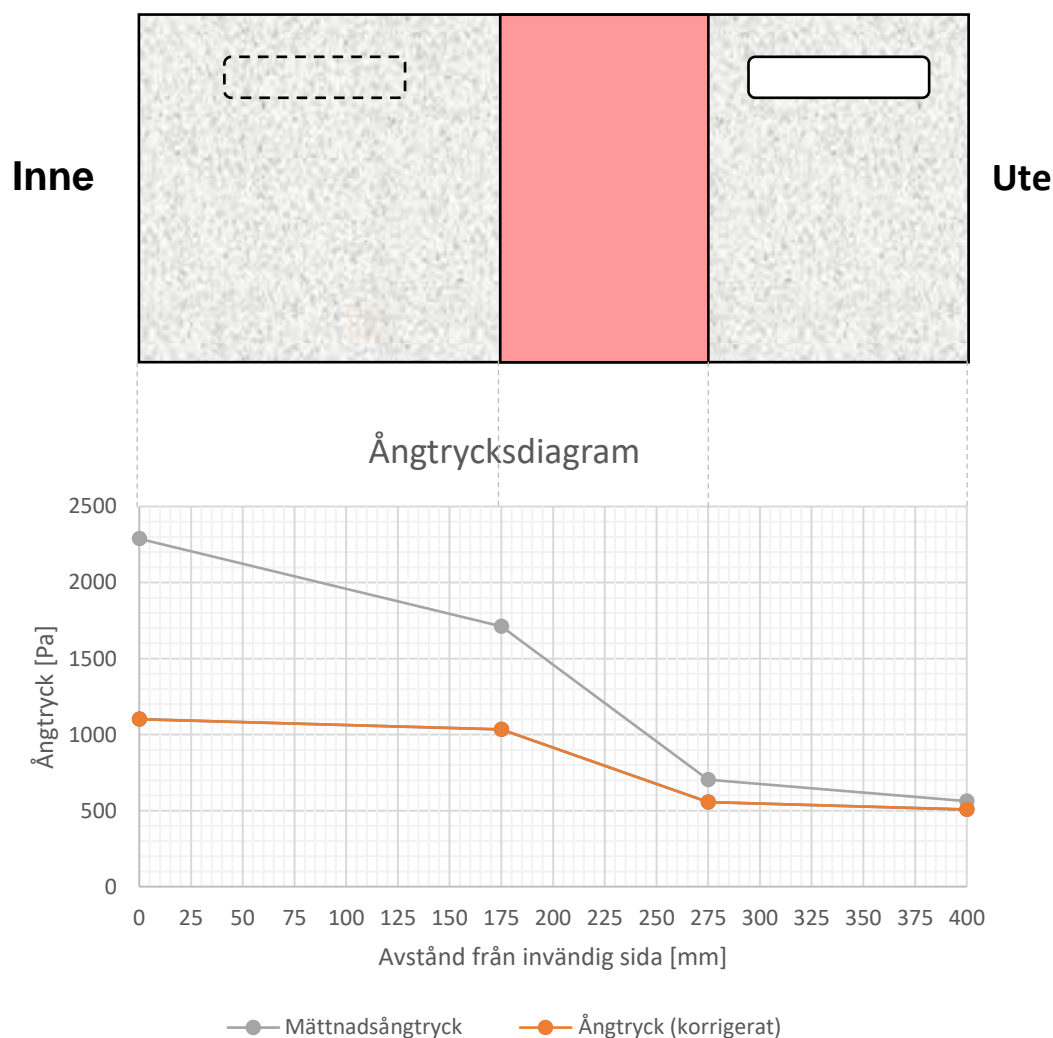 Inne
Ute
Ångtrycksdiagram
2500
2000
1500
1000
500
0
Ångtryck [Pa]
0 25 50 75 100 125 150 175 200 225 250 275 300 325 350 375 400
Avstånd från invändig sida [mm]
Mättnadsångtryck Ångtryck (korrigerat)